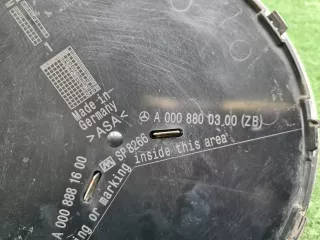 Made in
Germany
>ASA<
SP8266
A 000 880 03 00 (ZB)
inside this area
A 000 888 16 00
ng or marking